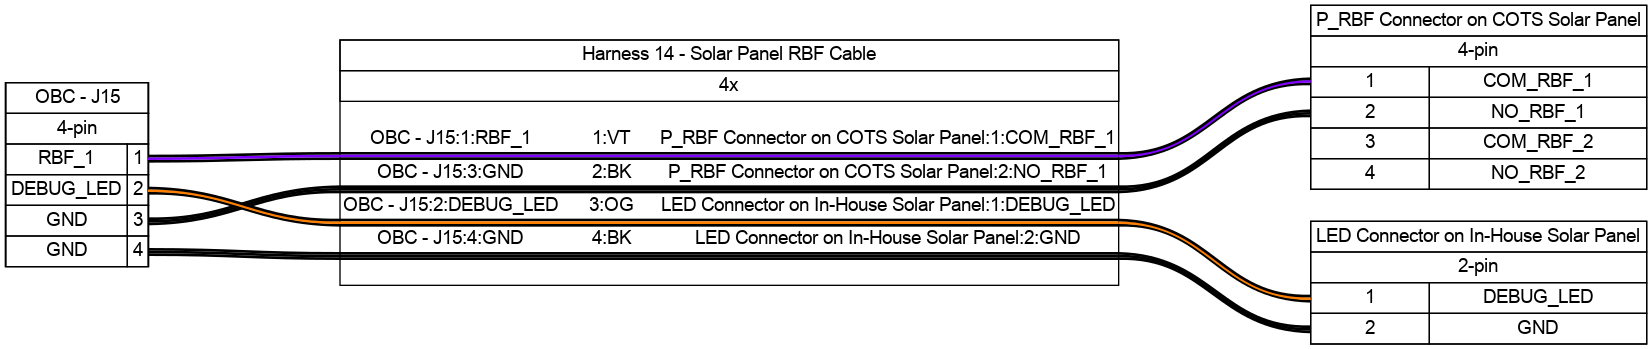 OBC - J15
4-pin
RBF_1 1
DEBUG_LED 2
GND 3
GND 4
Harness 14 - Solar Panel RBF Cable
4x
OBC - J15:1:RBF_1 1:VT P_RBF Connector on COTS Solar Panel:1:COM_RBF_1
OBC - J15:3:GND 2:BK P_RBF Connector on COTS Solar Panel:2:NO_RBF_1
OBC - J15:2:DEBUG_LED 3:OG LED Connector on In-House Solar Panel:1:DEBUG_LED
OBC - J15:4:GND 4:BK LED Connector on In-House Solar Panel:2:GND
P_RBF Connector on COTS Solar Panel
4-pin
1 COM_RBF_1
2 NO_RBF_1
3 COM_RBF_2
4 NO_RBF_2
LED Connector on In-House Solar Panel
2-pin
1 DEBUG_LED
2 GND